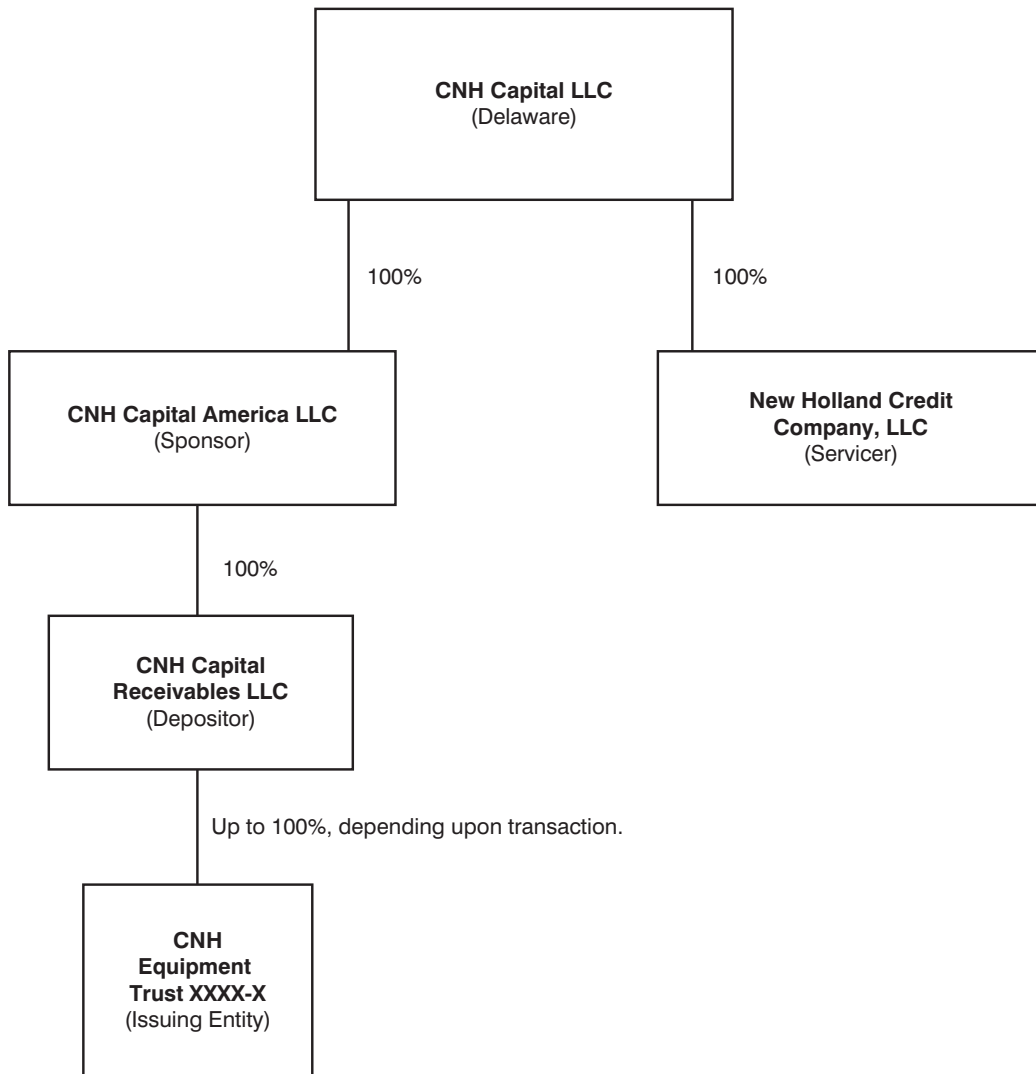 CNH Capital LLC
(Delaware)
100%
100%
CNH Capital America LLC
(Sponsor)
New Holland Credit
Company, LLC
(Servicer)
100%
CNH Capital
Receivables LLC
(Depositor)
Up to 100%, depending upon transaction.
CNH
Equipment
Trust XXXX-X
(Issuing Entity)